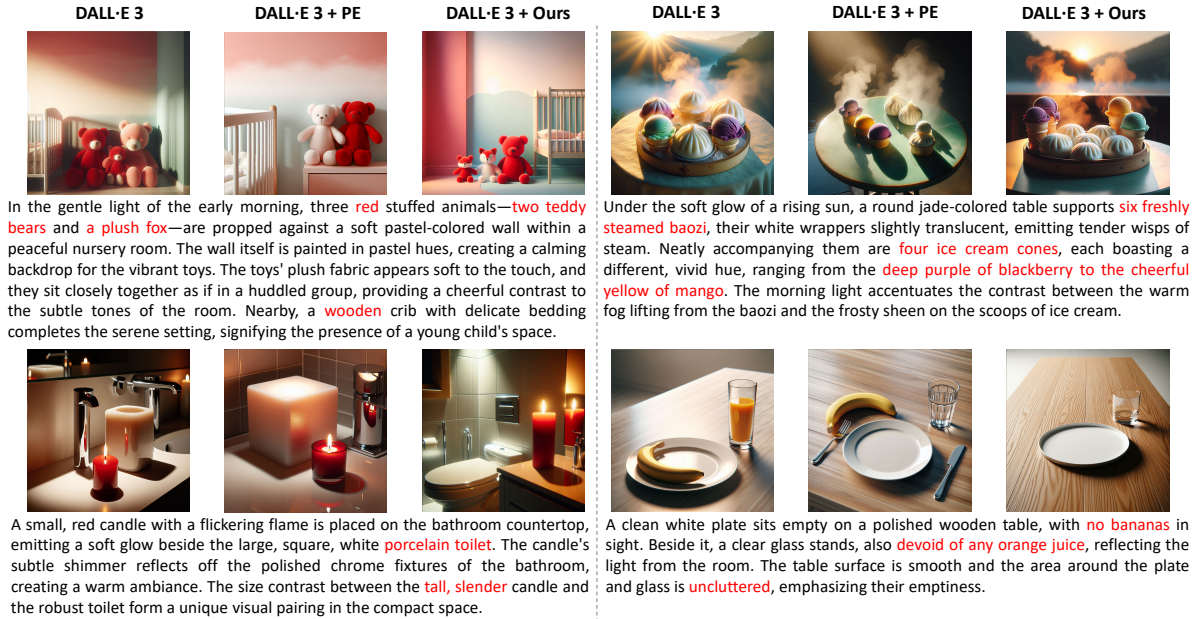 DALL·E 3
DALL·E 3 + PE
DALL·E 3 + Ours
In the gentle light of the early morning, three red stuffed animals—two teddy
bears and a plush fox—are propped against a soft pastel-colored wall within a
peaceful nursery room. The wall itself is painted in pastel hues, creating a calming
backdrop for the vibrant toys. The toys' plush fabric appears soft to the touch, and
they sit closely together as if in a huddled group, providing a cheerful contrast to
the subtle tones of the room. Nearby, a wooden crib with delicate bedding
completes the serene setting, signifying the presence of a young child's space.
A small, red candle with a flickering flame is placed on the bathroom countertop,
emitting a soft glow beside the large, square, white porcelain toilet. The candle's
subtle shimmer reflects off the polished chrome fixtures of the bathroom,
creating a warm ambiance. The size contrast between the tall, slender candle and
the robust toilet form a unique visual pairing in the compact space.
DALL·E 3
DALL·E 3 + PE
DALL·E 3 + Ours
Under the soft glow of a rising sun, a round jade-colored table supports six freshly
steamed baozi, their white wrappers slightly translucent, emitting tender wisps of
steam. Neatly accompanying them are four ice cream cones, each boasting a
different, vivid hue, ranging from the deep purple of blackberry to the cheerful
yellow of mango. The morning light accentuates the contrast between the warm
fog lifting from the baozi and the frosty sheen on the scoops of ice cream.
A clean white plate sits empty on a polished wooden table, with no bananas in
sight. Beside it, a clear glass stands, also devoid of any orange juice, reflecting the
light from the room. The table surface is smooth and the area around the plate
and glass is uncluttered, emphasizing their emptiness.